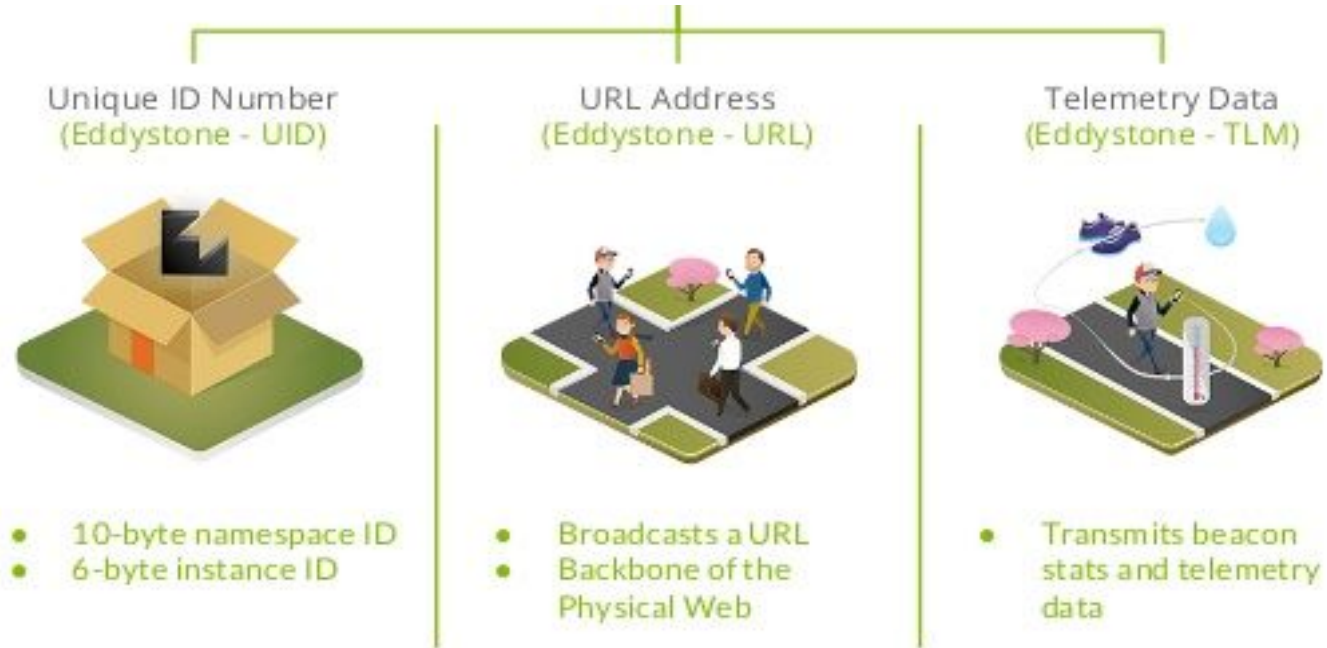 Unique ID Number
(Eddystone - UID)
10-byte namespace ID
6-byte instance ID
URL Address
(Eddystone - URL)
Broadcasts a URL
Backbone of the
Physical Web
Telemetry Data
(Eddystone - TLM)
Transmits beacon
stats and telemetry
data